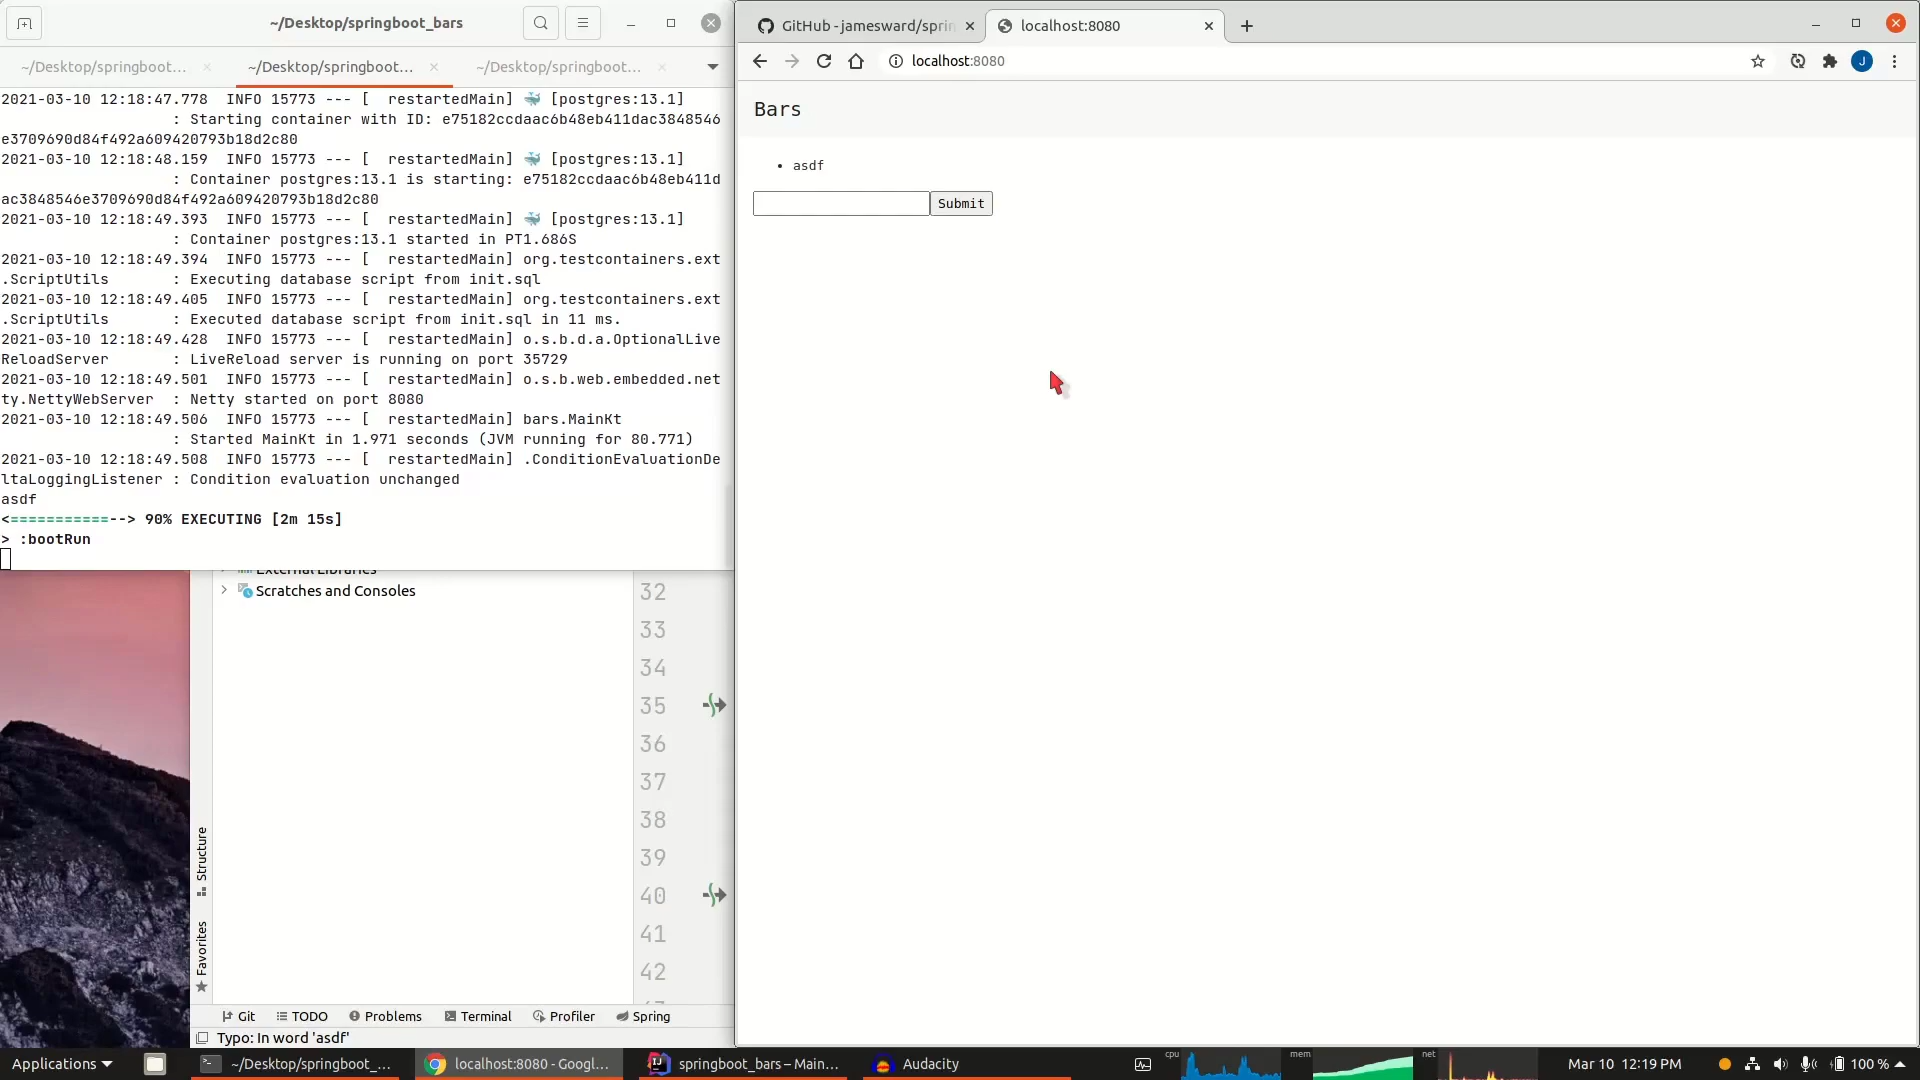 ~/Desktop/springboot_bars
~/Desktop/springboot...
~/Desktop/springboot...
~/Desktop/springboot...
2021-03-10 12:18:47.778  INFO 15773 --- [  restartedMain] 🐳 [postgres:13.1]
                   : Starting container with ID: e75182ccdaac6b48eb411dac3848546
e3709690d84f492a609420793b18d2c80
2021-03-10 12:18:48.159  INFO 15773 --- [  restartedMain] 🐳 [postgres:13.1]
                   : Container postgres:13.1 is starting: e75182ccdaac6b48eb411d
ac3848546e3709690d84f492a609420793b18d2c80
2021-03-10 12:18:49.393  INFO 15773 --- [  restartedMain] 🐳 [postgres:13.1]
                   : Container postgres:13.1 started in PT1.686S
2021-03-10 12:18:49.394  INFO 15773 --- [  restartedMain] org.testcontainers.ext
.ScriptUtils       : Executing database script from init.sql
2021-03-10 12:18:49.405  INFO 15773 --- [  restartedMain] org.testcontainers.ext
.ScriptUtils       : Executed database script from init.sql in 11 ms.
2021-03-10 12:18:49.428  INFO 15773 --- [  restartedMain] o.s.b.d.a.OptionalLive
ReloadServer       : LiveReload server is running on port 35729
2021-03-10 12:18:49.501  INFO 15773 --- [  restartedMain] o.s.b.web.embedded.net
ty.NettyWebServer  : Netty started on port 8080
2021-03-10 12:18:49.506  INFO 15773 --- [  restartedMain] bars.MainKt
                   : Started MainKt in 1.971 seconds (JVM running for 80.771)
2021-03-10 12:18:49.508  INFO 15773 --- [  restartedMain] .ConditionEvaluationDe
ltaLoggingListener : Condition evaluation unchanged
asdf
<===========--> 90% EXECUTING [2m 15s]
> :bootRun
External Libraries
Scratches and Consoles
32
33
34
35
36
37
38
39
40
41
42
Structure
Favorites
Git
TODO
Problems
Terminal
Profiler
Spring
Typo: In word 'asdf'
GitHub - jamesward/sprin
localhost:8080
localhost:8080
J
Bars
• asdf
Submit
Applications
~/Desktop/springboot_...
localhost:8080 - Googl...
springboot_bars – Main...
Audacity
cpu
mem
net
Mar 10  12:19 PM
100 %